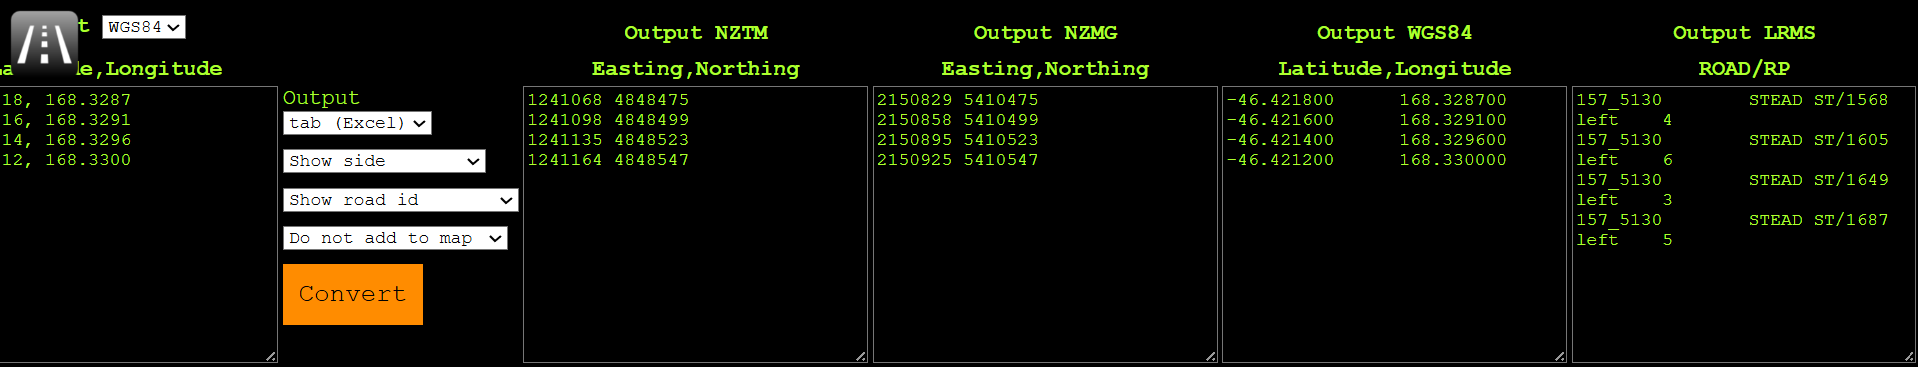 t WGS84
Output NZTM
Output NZMG
Output WGS84
Output LRMS
e,Longitude
Easting,Northing
Easting,Northing
Latitude,Longitude
ROAD/RP
18, 168.3287
16, 168.3291
14, 168.3296
12, 168.3300
Output
tab (Excel)
Show side
Show road id
Do not add to map
Convert
1241068 4848475
1241098 4848499
1241135 4848523
1241164 4848547
2150829 5410475
2150858 5410499
2150895 5410523
2150925 5410547
-46.421800 168.328700
-46.421600 168.329100
-46.421400 168.329600
-46.421200 168.330000
157_5130 STEAD ST/1568
left 4
157_5130 STEAD ST/1605
left 6
157_5130 STEAD ST/1649
left 3
157_5130 STEAD ST/1687
left 5